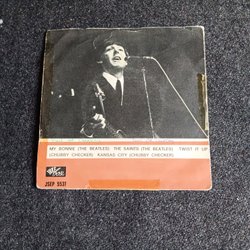 MY BONNIE (THE BEATLES) THE SAINTS (THE BEATLES) TWIST IT UP
(CHUBBY CHECKER) KANSAS CITY (CHUBBY CHECKER)
JSEP 5531